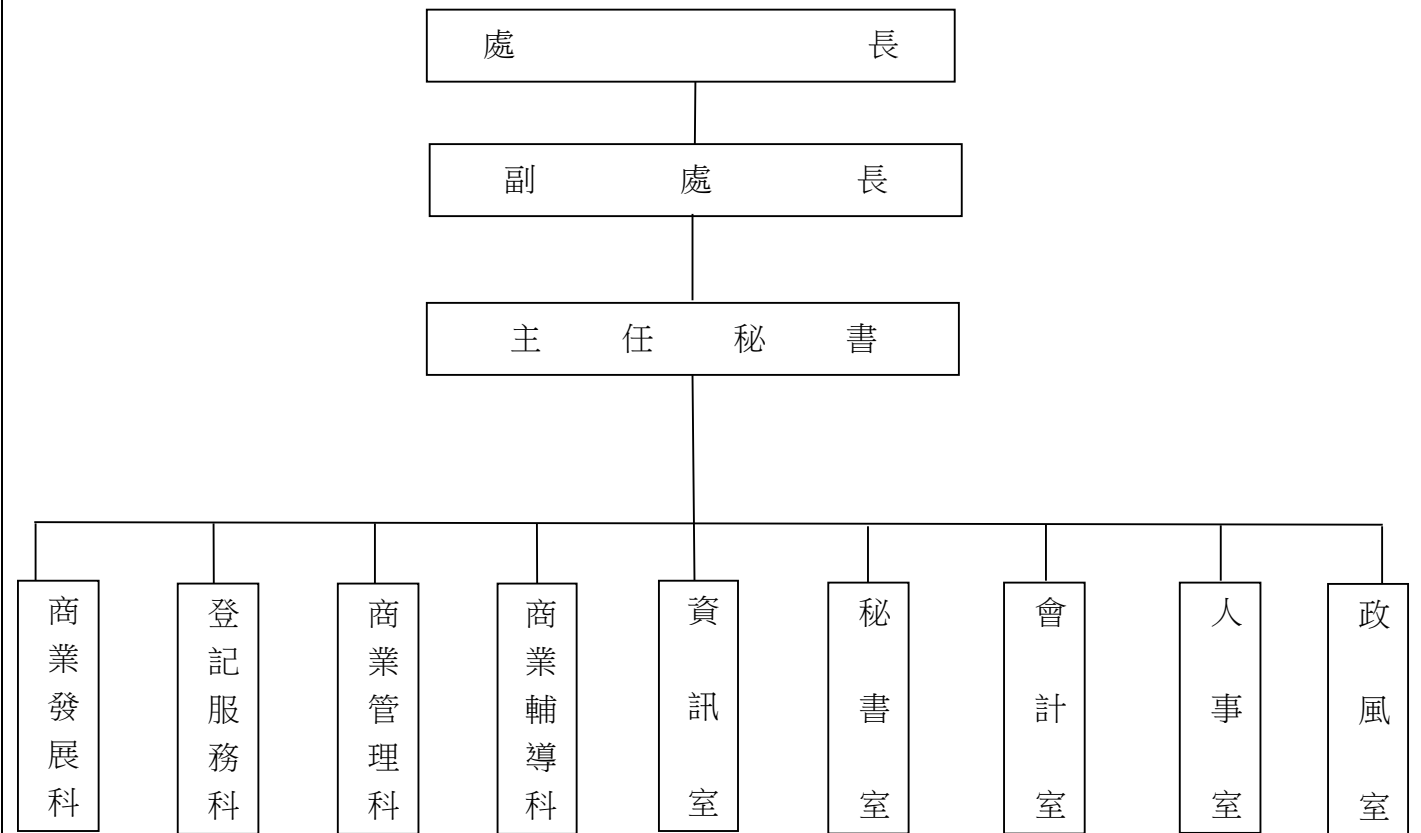 處長
副處長
主任秘書
商業發展科
登記服務科
商業管理科
商業輔導科
資訊室
秘書室
會計室
人事室
政風室